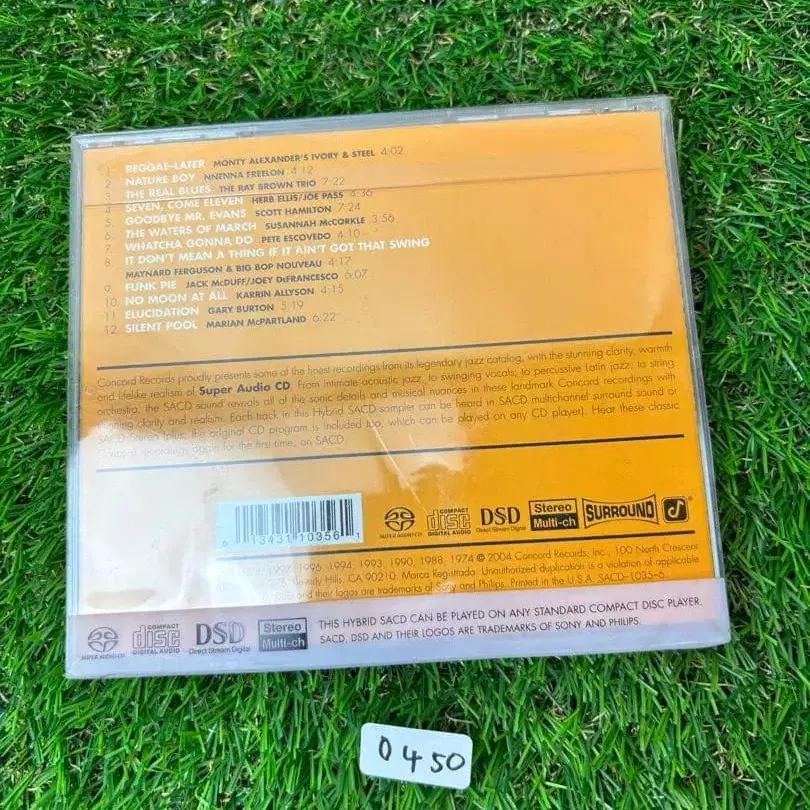 1. REGGAE-LATER MONTY ALEXANDER'S IVORY & STEEL 4:02
2. NATURE BOY NNENNA FREELON 4:12
3. THE REAL BLUES THE RAY BROWN TRIO 7:22
4. SEVEN, COME ELEVEN HERB ELLIS/JOE PASS 4:36
5. GOODBYE MR. EVANS SCOTT HAMILTON 7:24
6. THE WATERS OF MARCH SUSANNAH McCORKLE 3:56
7. WHATCHA GONNA DO PETE ESCOVEDO 4:10
8. IT DON'T MEAN A THING IF IT AIN'T GOT THAT SWING
MAYNARD FERGUSON & BIG BOP NOUVEAU 4:17
9. FUNK PIE JACK McDUFF/JOEY DeFRANCESCO 6:07
10. NO MOON AT ALL KARRIN ALLYSON 4:15
11. ELUCIDATION GARY BURTON 5:19
12. SILENT POOL MARIAN McPARTLAND 6:22
Concord Records proudly presents some of the finest recordings from its legendary jazz catalog, with the stunning clarity, warmth
and lifelike realism of Super Audio CD. From intimate acoustic jazz, to swinging vocals, to percussive Latin jazz, to string
orchestra, the SACD sound reveals all of the sonic details and musical nuances in these landmark Concord recordings with
clarity and realism. Each track in this Hybrid SACD sampler can be heard in SACD multichannel surround sound or
SACD Stereo (plus, the original CD program is included too, which can be played on any CD player). Hear these classic
Concord recordings again for the first time, on SACD.
6 13431 10356 1
SUPER AUDIO CD
COMPACT disc DIGITAL AUDIO
DSD Direct Stream Digital
Stereo
Multi-ch
SURROUND
1997, 1996, 1994, 1993, 1990, 1988, 1974 © 2004 Concord Records, Inc., 100 North Crescent
Beverly Hills, CA 90210. Marca Registrada. Unauthorized duplication is a violation of applicable
DSD and their logos are trademarks of Sony and Philips. Printed in the U.S.A. SACD-1035-6
SUPER AUDIO CD
COMPACT disc DIGITAL AUDIO
DSD Direct Stream Digital
Stereo
Multi-ch
THIS HYBRID SACD CAN BE PLAYED ON ANY STANDARD COMPACT DISC PLAYER.
SACD, DSD AND THEIR LOGOS ARE TRADEMARKS OF SONY AND PHILIPS.
0450